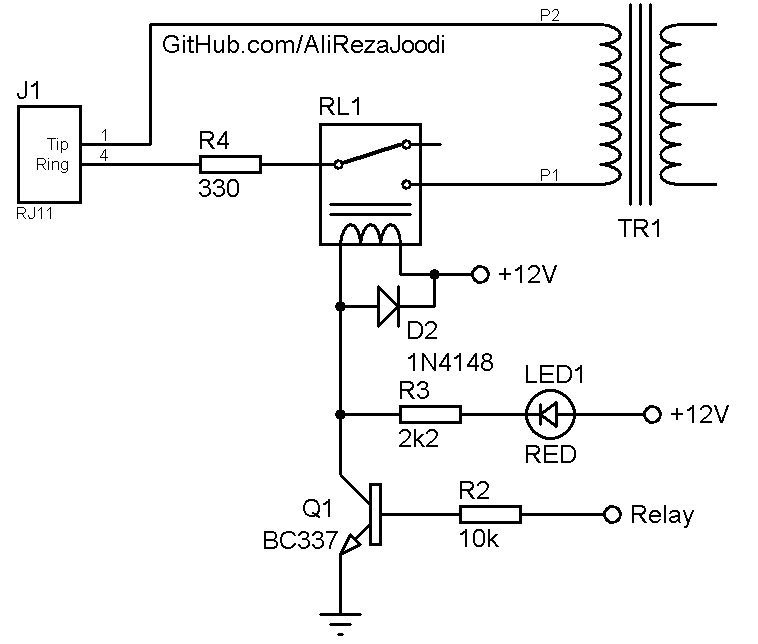 P2
GitHub.com/AliRezaJoodi
J1
RL1
Tip 1
R4
Ring 4
330
P1
RJ11
TR1
+12V
D2
1N4148
LED1
R3
+12V
2k2
RED
R2
Q1
Relay
BC337
10k